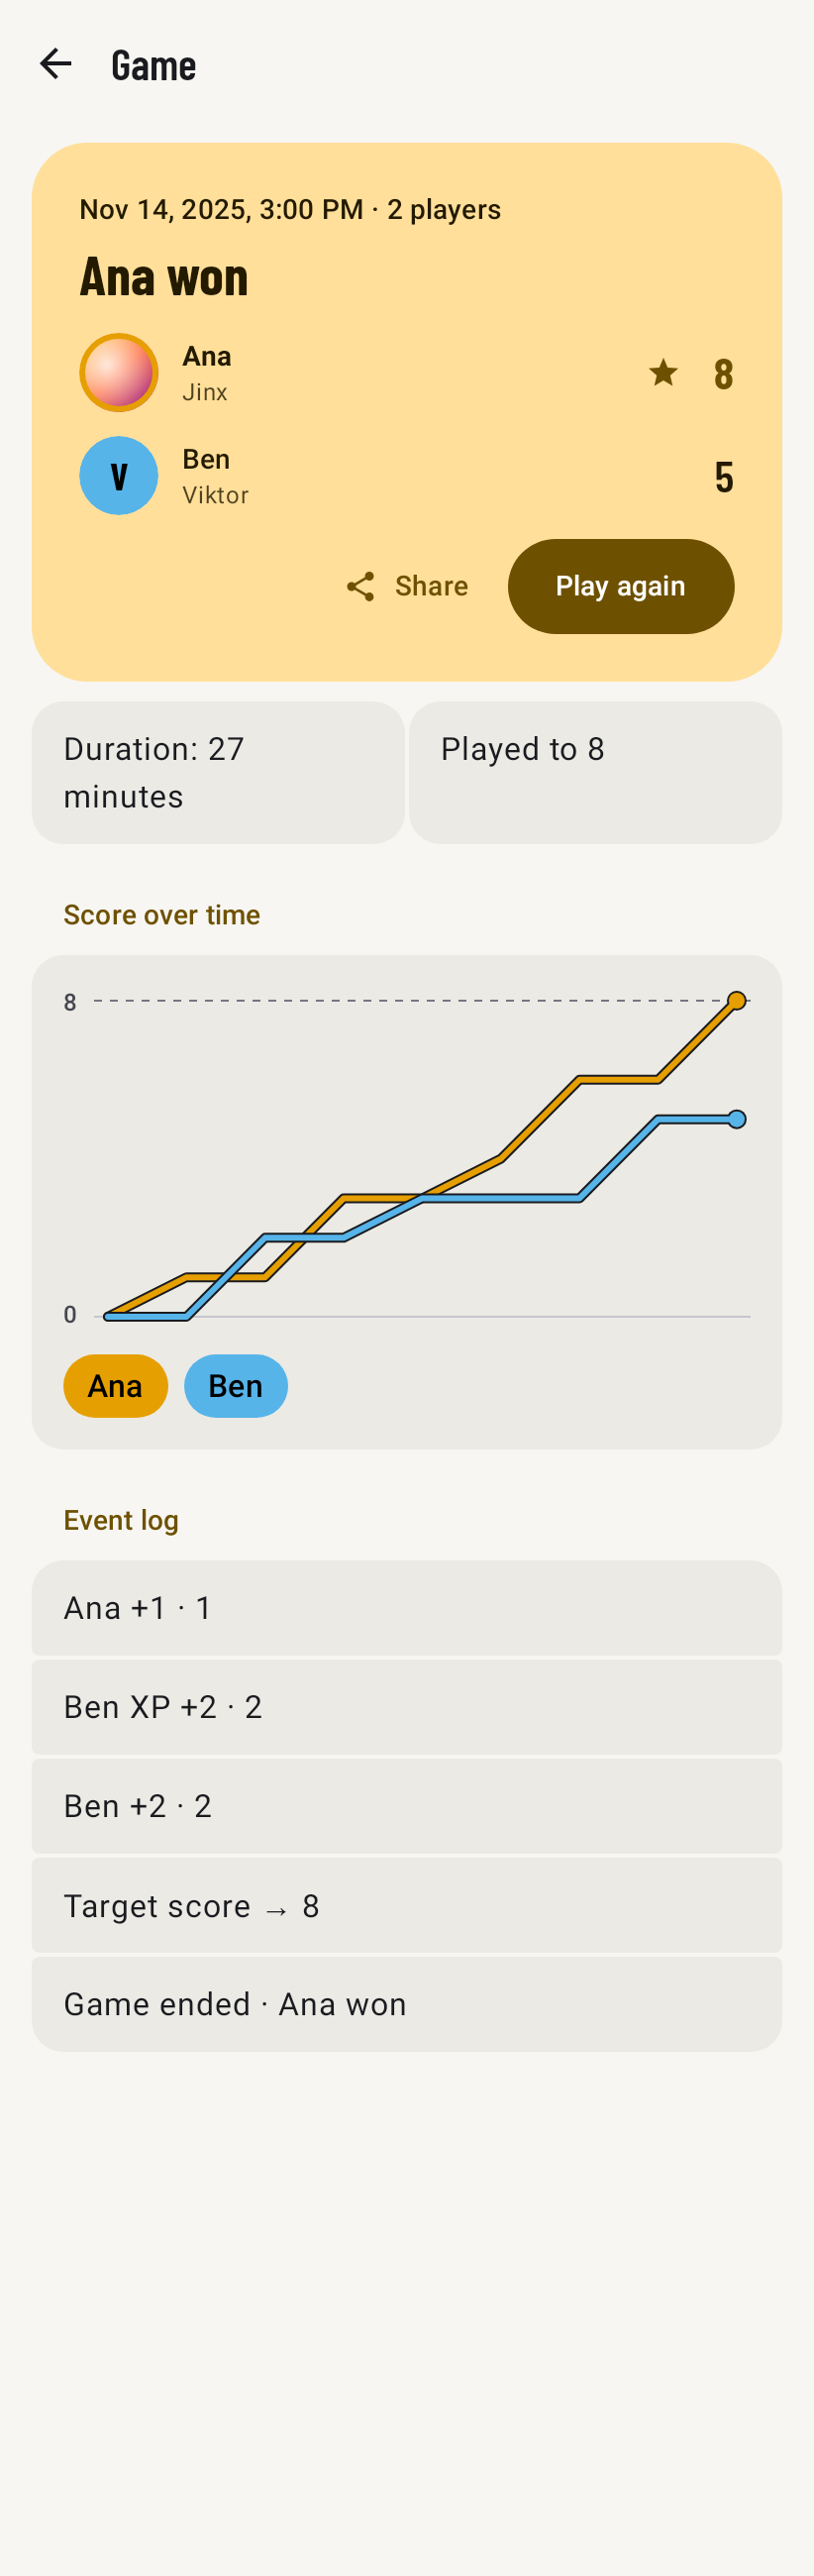 Game
Nov 14, 2025, 3:00 PM · 2 players
Ana won
Ana
Jinx
8
V
Ben
Viktor
5
Share
Play again
Duration: 27
minutes
Played to 8
Score over time
8
0
Ana
Ben
Event log
Ana +1 · 1
Ben XP +2 · 2
Ben +2 · 2
Target score → 8
Game ended · Ana won